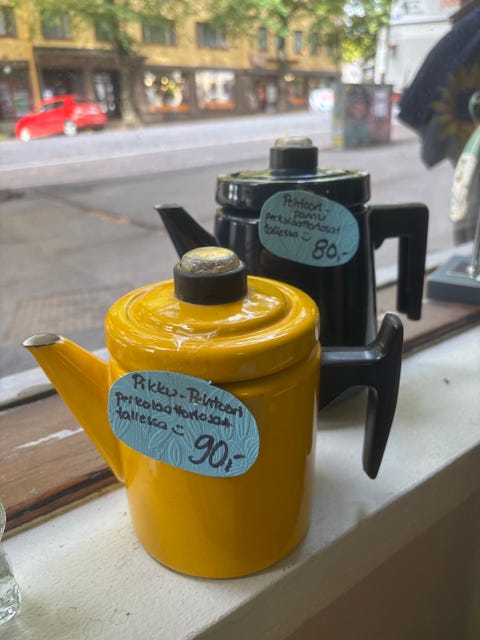 Pehtoori-
pannu
perkolaattoriosat
tallessa :)
80,-
Pikku-Pehtoori
perkolaattoriosat
tallessa :)
90,-